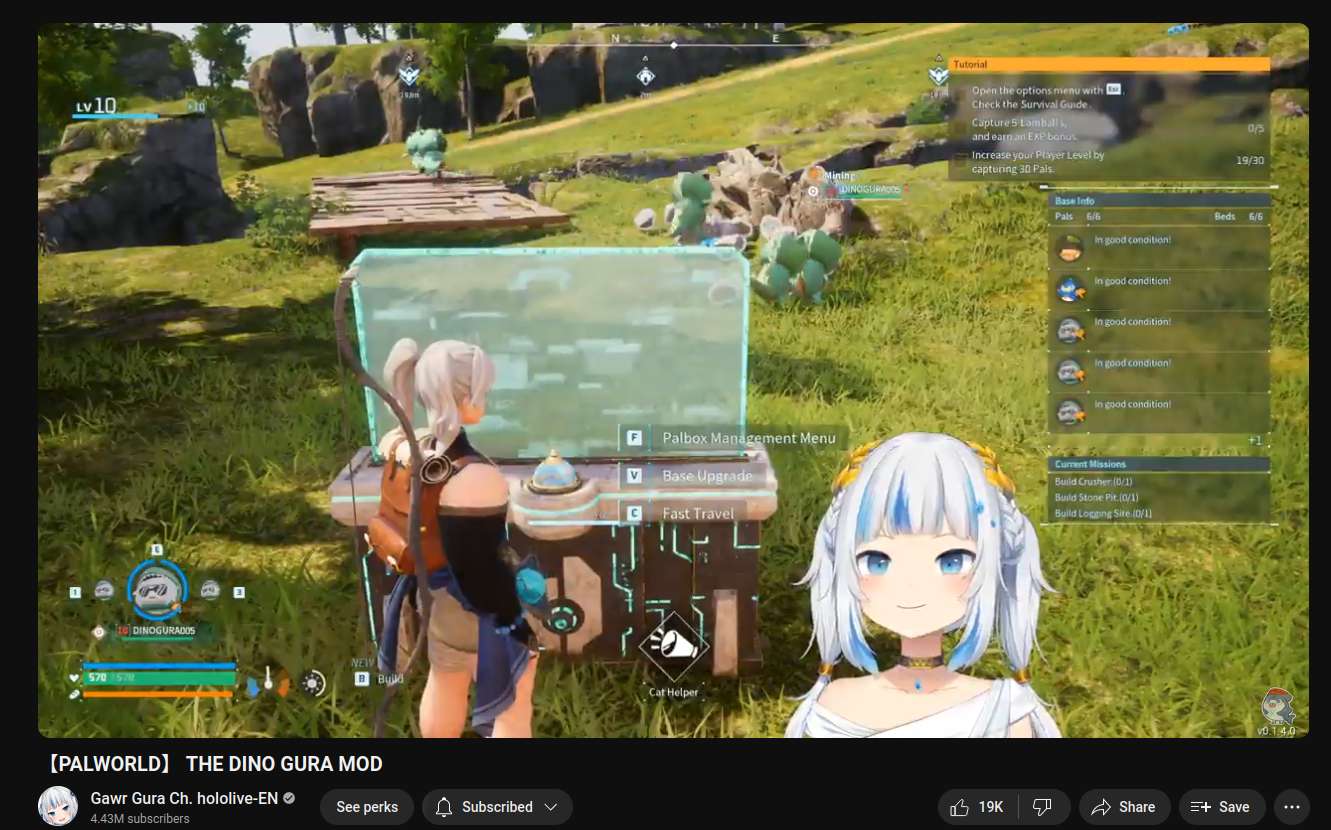 N
E
Tutorial
LV 10
Open the options menu with Esc.
Check the Survival Guide.
Capture 5 Lamball s,
and earn an EXP bonus.
0/5
Increase your Player Level by
capturing 30 Pals.
19/30
Mining
DINOGURA005
Base Info
Pals 6/6 Beds 6/6
In good condition!
In good condition!
In good condition!
In good condition!
In good condition!
+1
F Palbox Management Menu
V Base Upgrade
C Fast Travel
Current Missions
Build Crusher.(0/1)
Build Stone Pit.(0/1)
Build Logging Site.(0/1)
E
1
3
10 DINOGURA005
570 / 570
NEW
B Build
Cat Helper
v0.1.4.0
【PALWORLD】 THE DINO GURA MOD
Gawr Gura Ch. hololive-EN
4.43M subscribers
See perks
Subscribed
19K
Share
Save